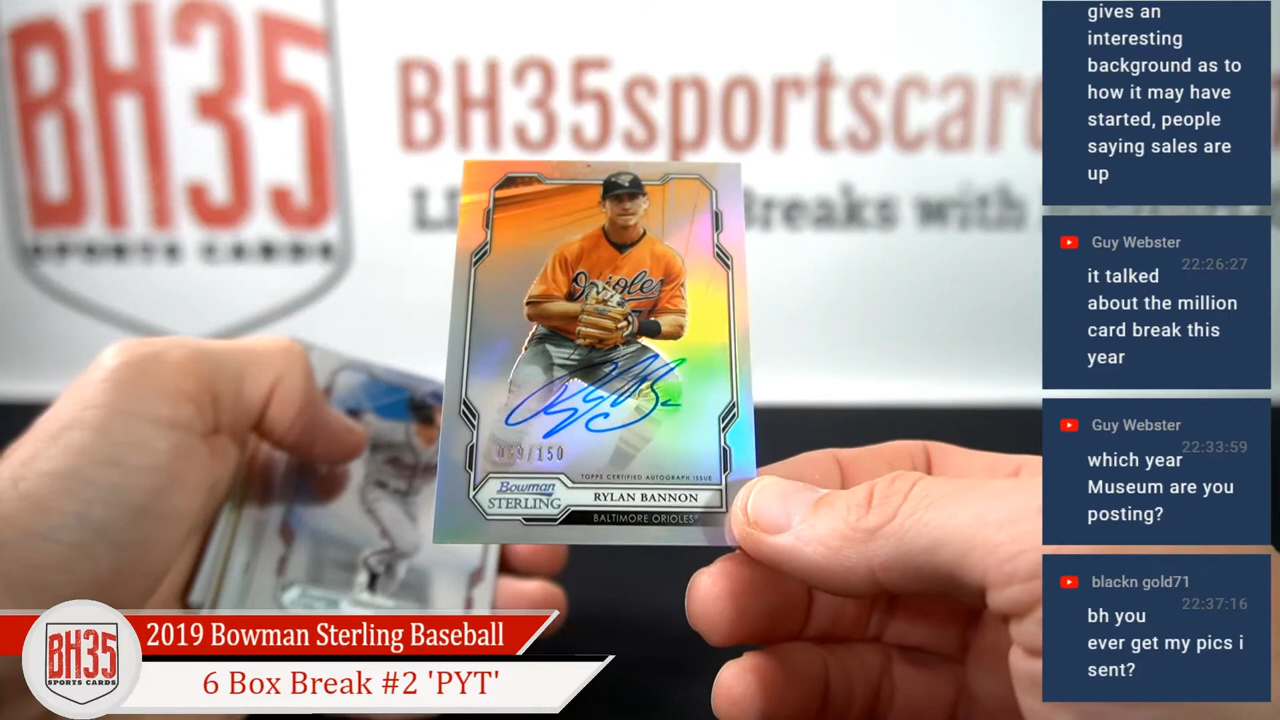 BH35
SPORTS CARDS
BH35sportscar
Breaks with
Orioles
/150
TOPPS CERTIFIED AUTOGRAPH ISSUE
Bowman
STERLING
RYLAN BANNON
BALTIMORE ORIOLES®
BH35
SPORTS CARDS
2019 Bowman Sterling Baseball
6 Box Break #2 'PYT'
gives an
interesting
background as to
how it may have
started, people
saying sales are
up
Guy Webster
22:26:27
it talked
about the million
card break this
year
Guy Webster
22:33:59
which year
Museum are you
posting?
blackn gold71
22:37:16
bh you
ever get my pics i
sent?